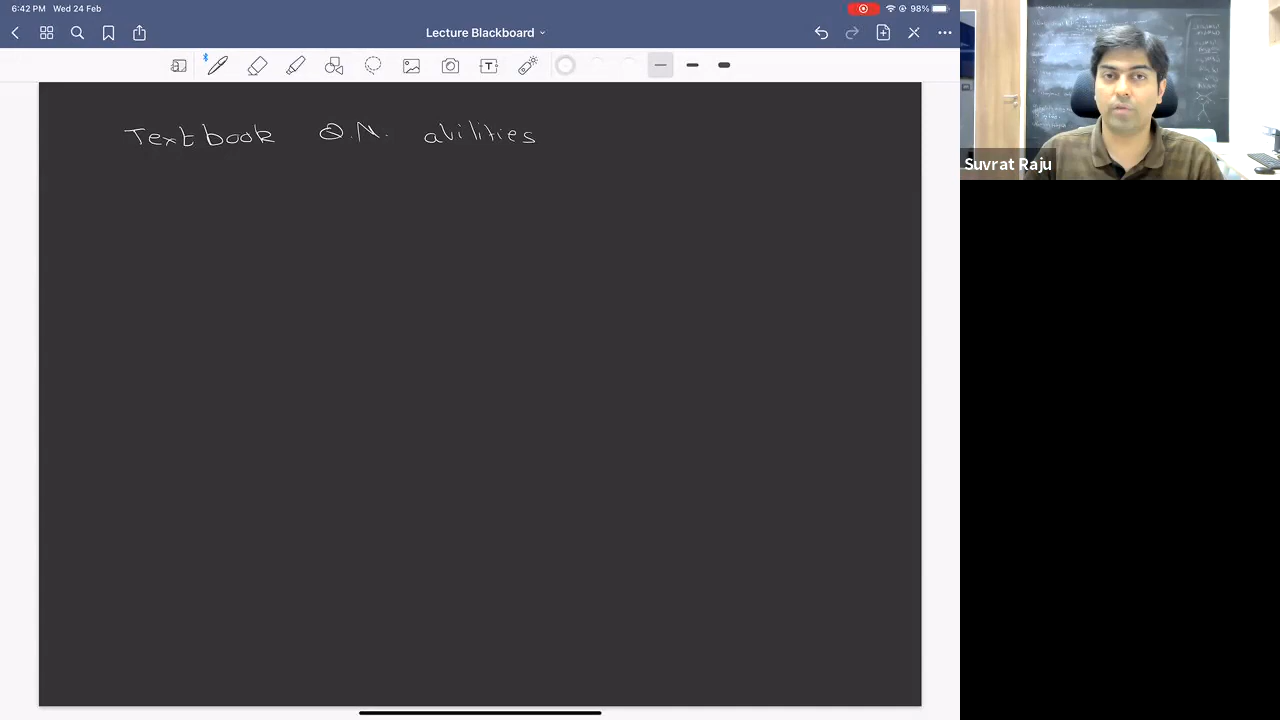 6:42 PM Wed 24 Feb
98%
Lecture Blackboard
T
Textbook Q.N. abilities
Suvrat Raju